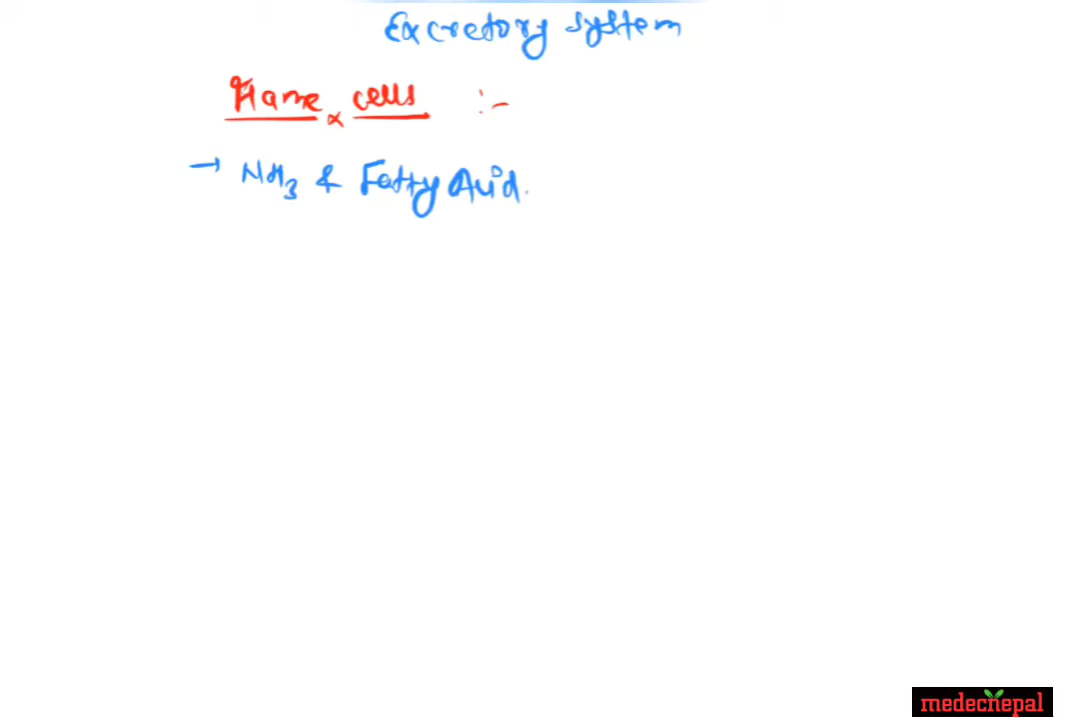 Excretory system
Flame cells :-
→ NH3 & Fatty Acid.
medecnepal